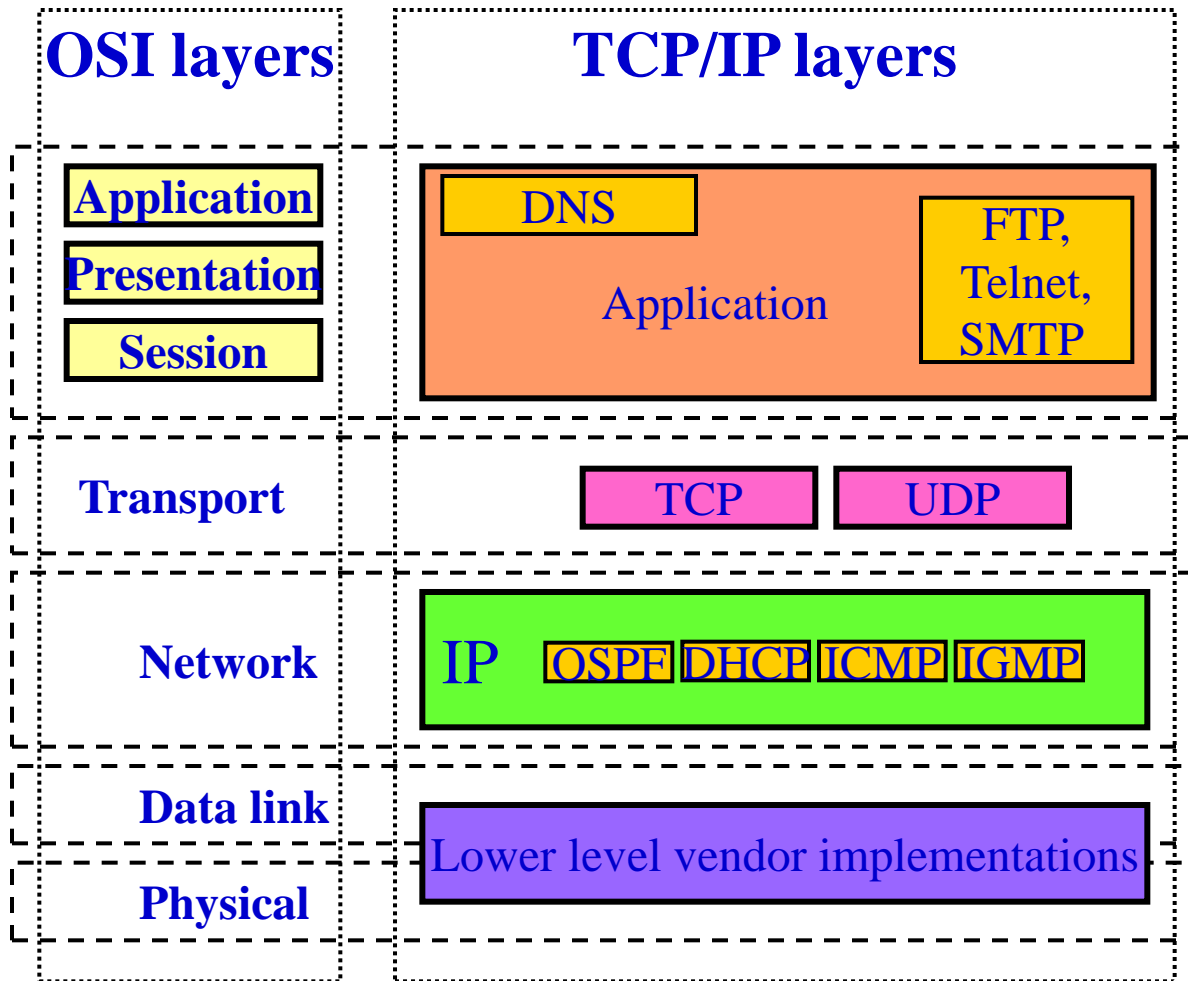 OSI layers
TCP/IP layers
Application
Presentation
Session
DNS
Application
FTP,
Telnet,
SMTP
Transport
TCP
UDP
Network
IP
OSPF
DHCP
ICMP
IGMP
Data link
Physical
Lower level vendor implementations